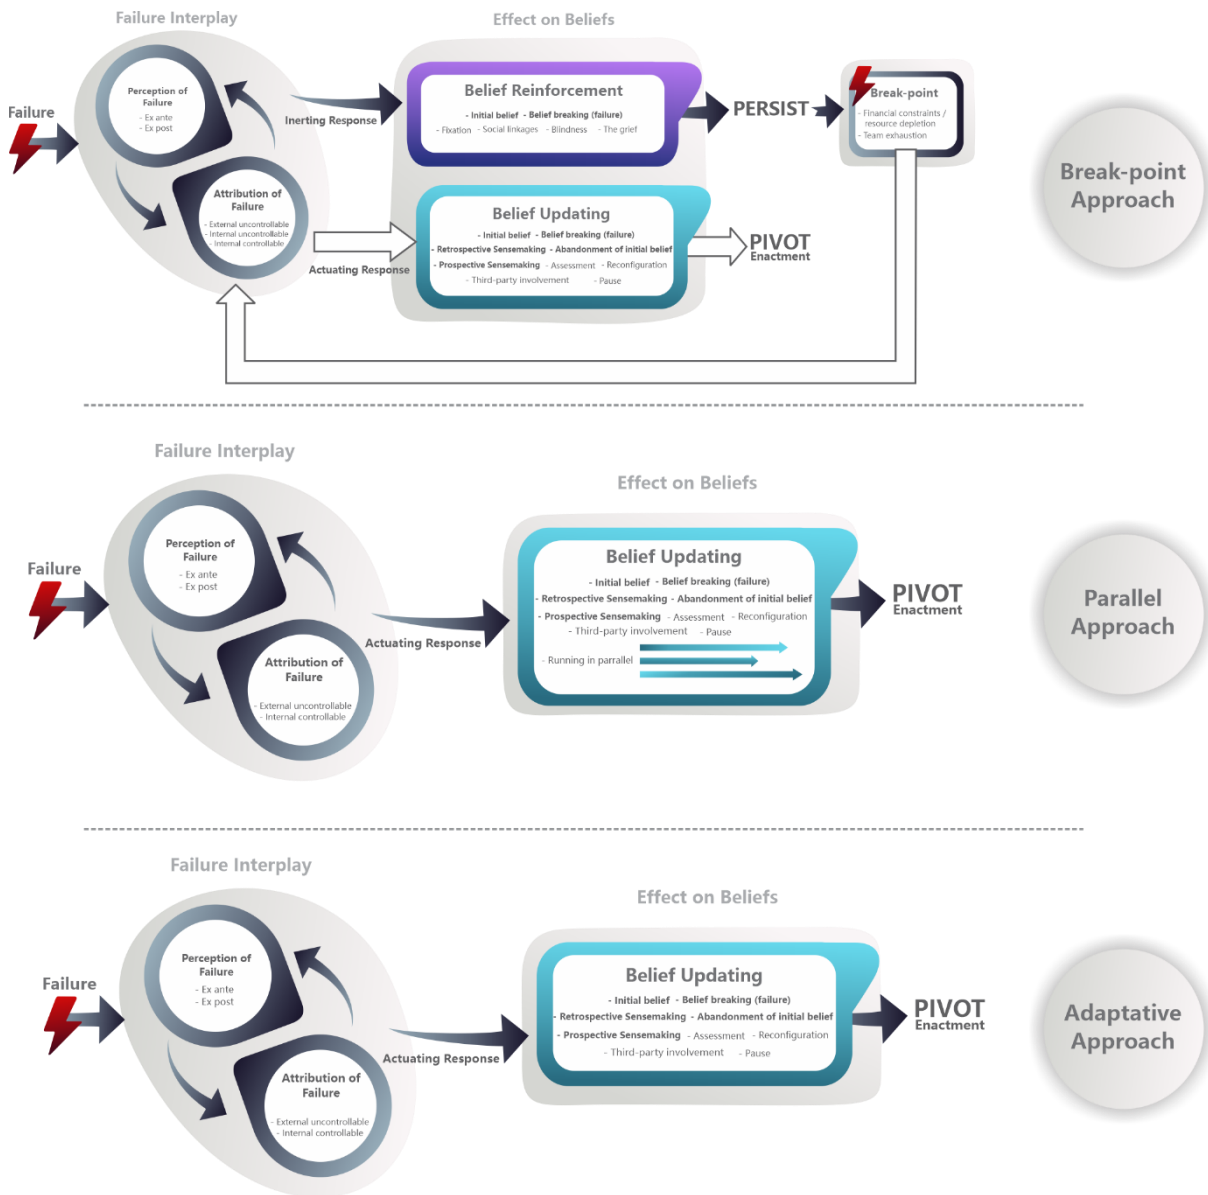 Failure Interplay
Effect on Beliefs
Failure
Perception of
Failure
- Ex ante
- Ex post
Attribution of
Failure
- External uncontrollable
- Internal uncontrollable
- Internal controllable
Inerting Response
Actuating Response
Belief Reinforcement
- Initial belief - Belief breaking (failure)
- Fixation - Social linkages - Blindness - The grief
Belief Updating
- Initial belief - Belief breaking (failure)
- Retrospective Sensemaking - Abandonment of initial belief
- Prospective Sensemaking - Assessment - Reconfiguration
- Third-party involvement - Pause
PERSIST
PIVOT
Enactment
Break-point
- Financial constraints /
resource depletion
- Team exhaustion
Break-point
Approach
Failure Interplay
Effect on Beliefs
Failure
Perception of
Failure
- Ex ante
- Ex post
Attribution of
Failure
- External uncontrollable
- Internal controllable
Actuating Response
Belief Updating
- Initial belief - Belief breaking (failure)
- Retrospective Sensemaking - Abandonment of initial belief
- Prospective Sensemaking - Assessment - Reconfiguration
- Third-party involvement - Pause
- Running in parrallel
PIVOT
Enactment
Parallel
Approach
Failure Interplay
Effect on Beliefs
Failure
Perception of
Failure
- Ex ante
- Ex post
Attribution of
Failure
- External uncontrollable
- Internal controllable
Actuating Response
Belief Updating
- Initial belief - Belief breaking (failure)
- Retrospective Sensemaking - Abandonment of initial belief
- Prospective Sensemaking - Assessment - Reconfiguration
- Third-party involvement - Pause
PIVOT
Enactment
Adaptative
Approach